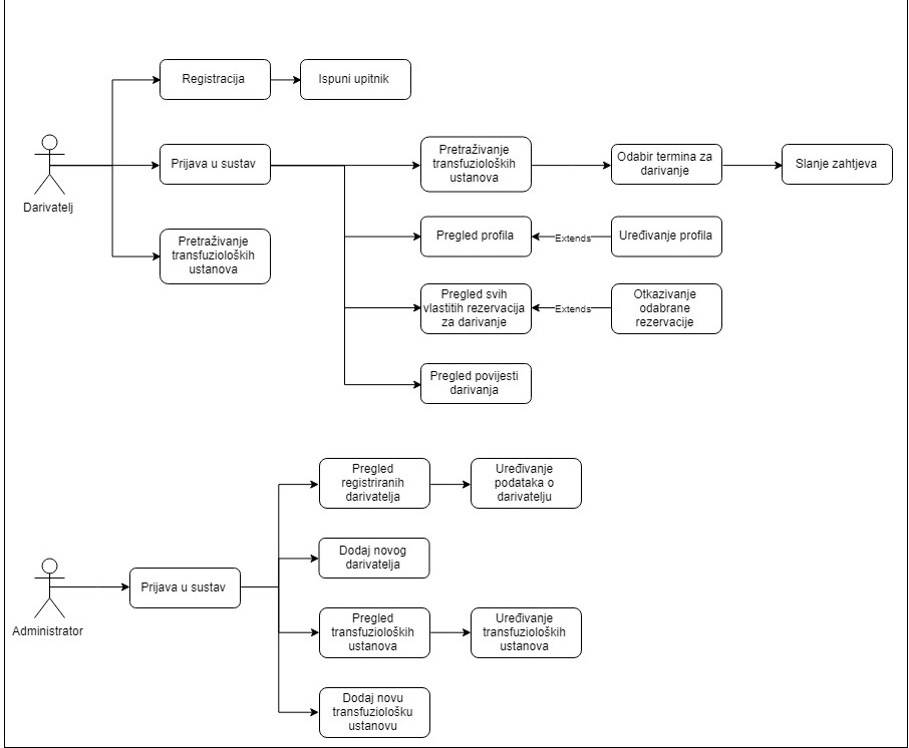 Registracija
Ispuni upitnik
Darivatelj
Prijava u sustav
Pretraživanje
transfuzioloških
ustanova
Odabir termina za
darivanje
Slanje zahtjeva
Pretraživanje
transfuzioloških
ustanova
Pregled profila
Extends
Uređivanje profila
Pregled svih
vlastitih rezervacija
za darivanje
Extends
Otkazivanje
odabrane
rezervacije
Pregled povijesti
darivanja
Administrator
Prijava u sustav
Pregled
registriranih
darivatelja
Uređivanje
podataka o
darivatelju
Dodaj novog
darivatelja
Pregled
transfuzioloških
ustanova
Uređivanje
transfuzioloških
ustanova
Dodaj novu
transfuziološku
ustanovu